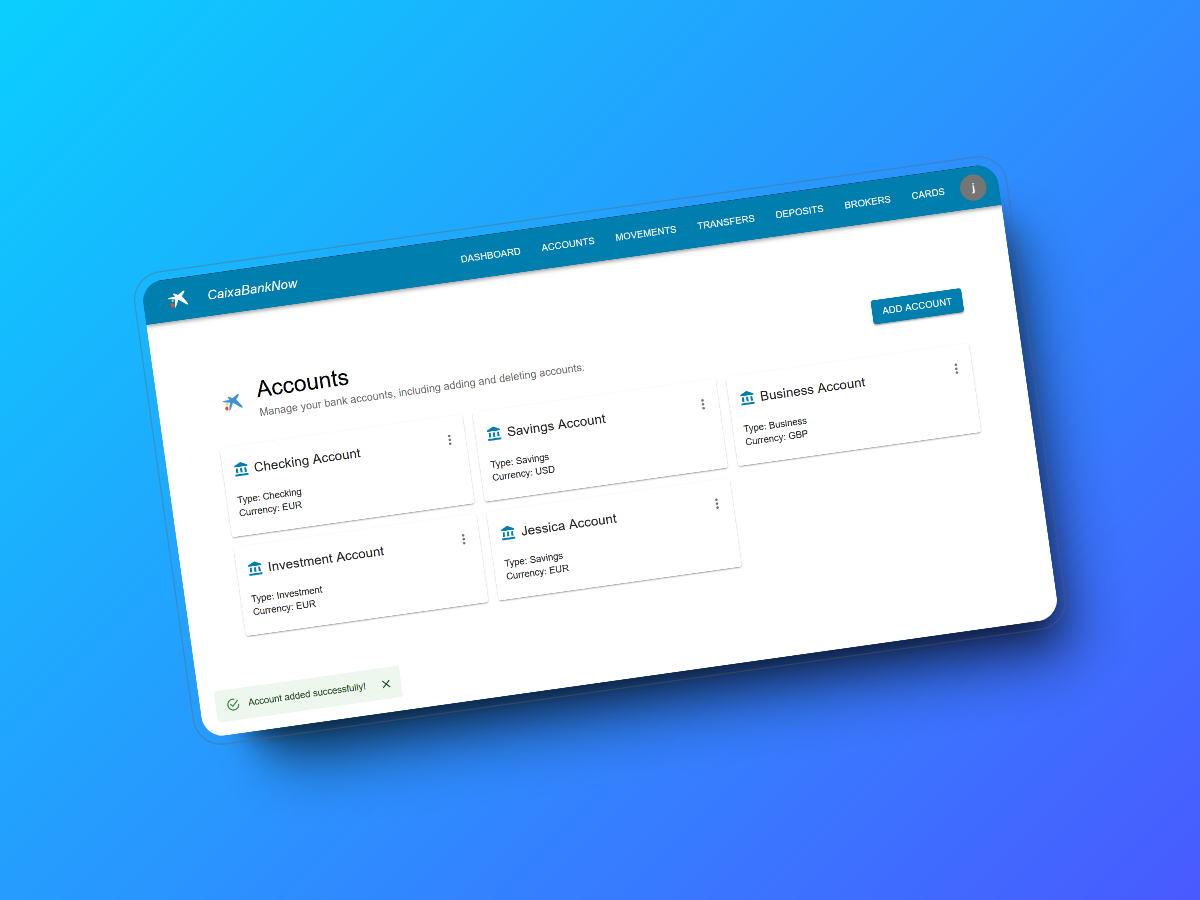 CaixaBankNow
DASHBOARD
ACCOUNTS
MOVEMENTS
TRANSFERS
DEPOSITS
BROKERS
CARDS
j
ADD ACCOUNT
Accounts
Manage your bank accounts, including adding and deleting accounts.
Checking Account
Type: Checking
Currency: EUR
Savings Account
Type: Savings
Currency: USD
Business Account
Type: Business
Currency: GBP
Investment Account
Type: Investment
Currency: EUR
Jessica Account
Type: Savings
Currency: EUR
Account added successfully!